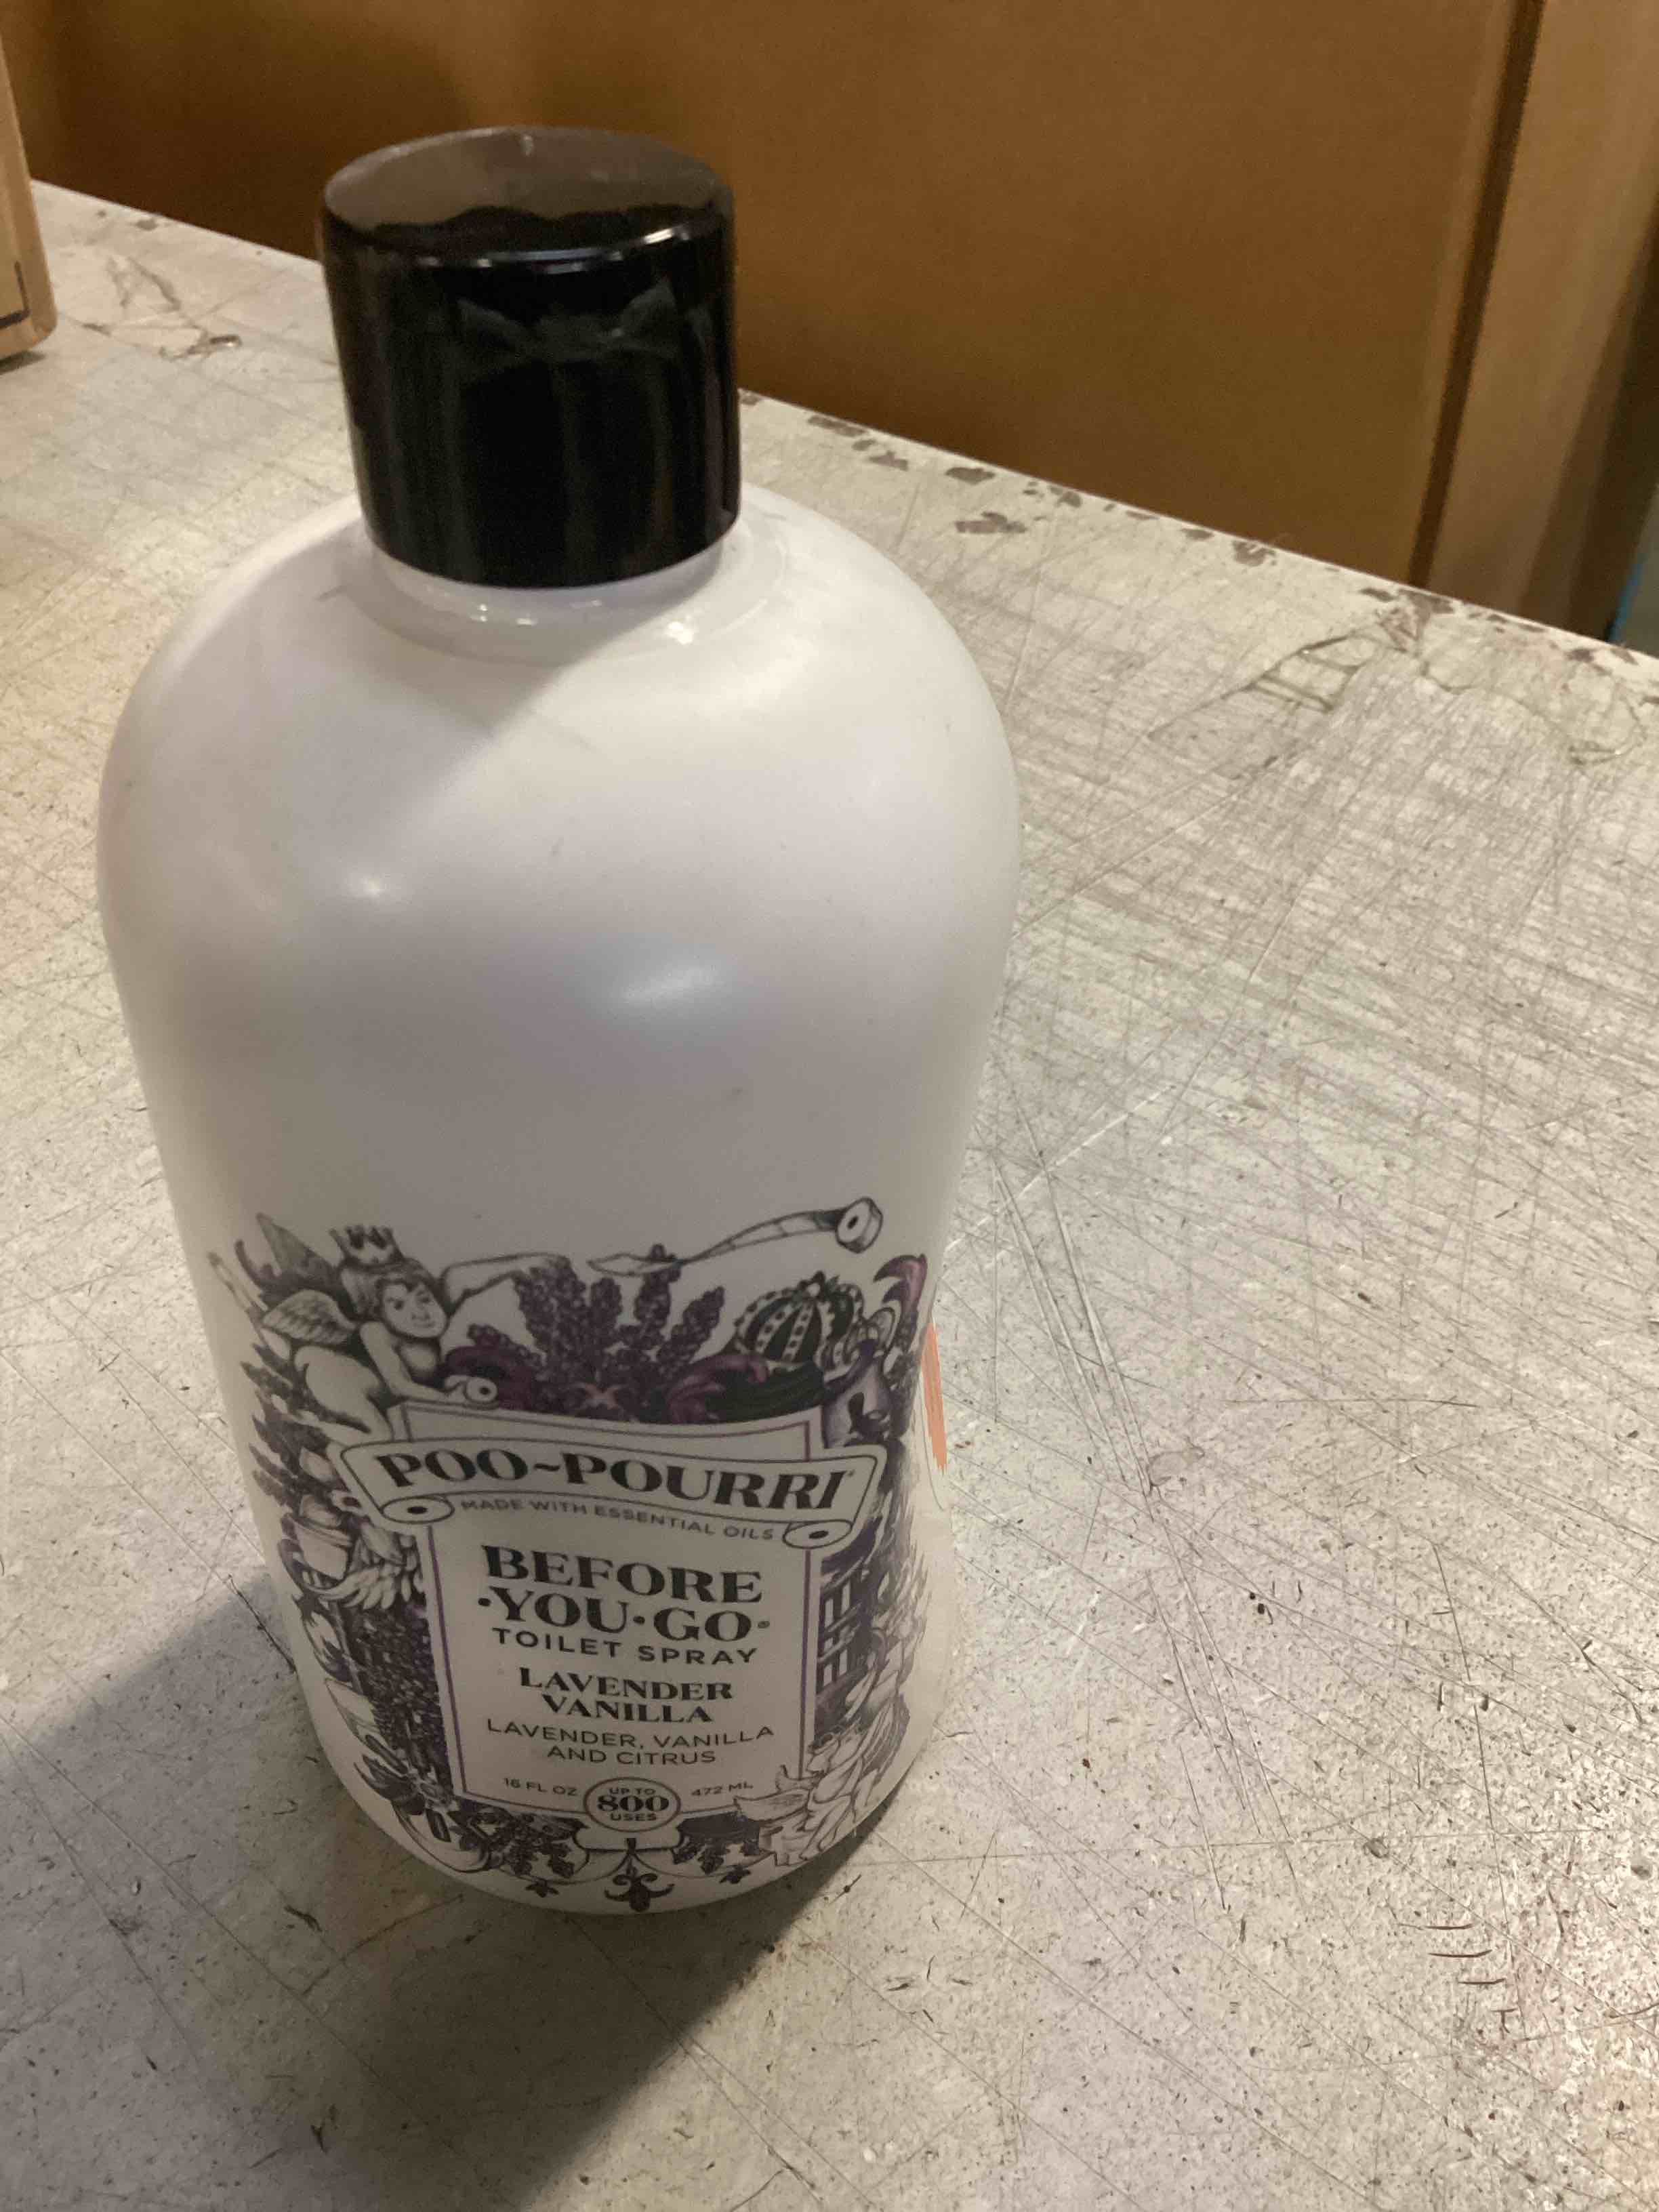 POO~POURRI®
MADE WITH ESSENTIAL OILS
BEFORE
•YOU•GO•
TOILET SPRAY
LAVENDER
VANILLA
LAVENDER, VANILLA
AND CITRUS
16 FL OZ UP TO 800 USES 472 ML